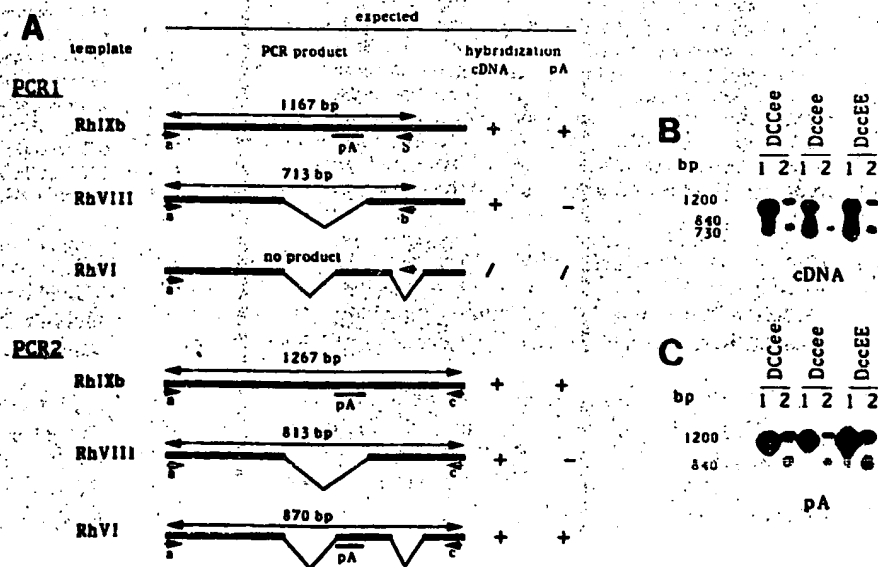 A
expected
template PCR product hybridization
cDNA pA
PCR1
1167 bp
RhIXb + +
a pA b
713 bp
RhVIII + -
a b
no product
RhVI / /
a
PCR2
1267 bp
RhIXb + +
a pA c
813 bp
RhVIII + -
a c
870 bp
RhVI + +
a pA c
B
DCCee Dccee DccEE
bp 1 2 1 2 1 2
1200
840
730
cDNA
C
DCCee Dccee DccEE
bp 1 2 1 2 1 2
1200
840
pA